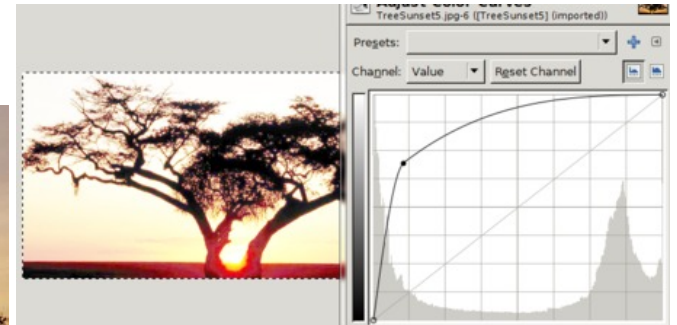 Adjust Color Curves
TreeSunset5.jpg-6 ([TreeSunset5] (imported))
Presets:
Channel: Value Reset Channel